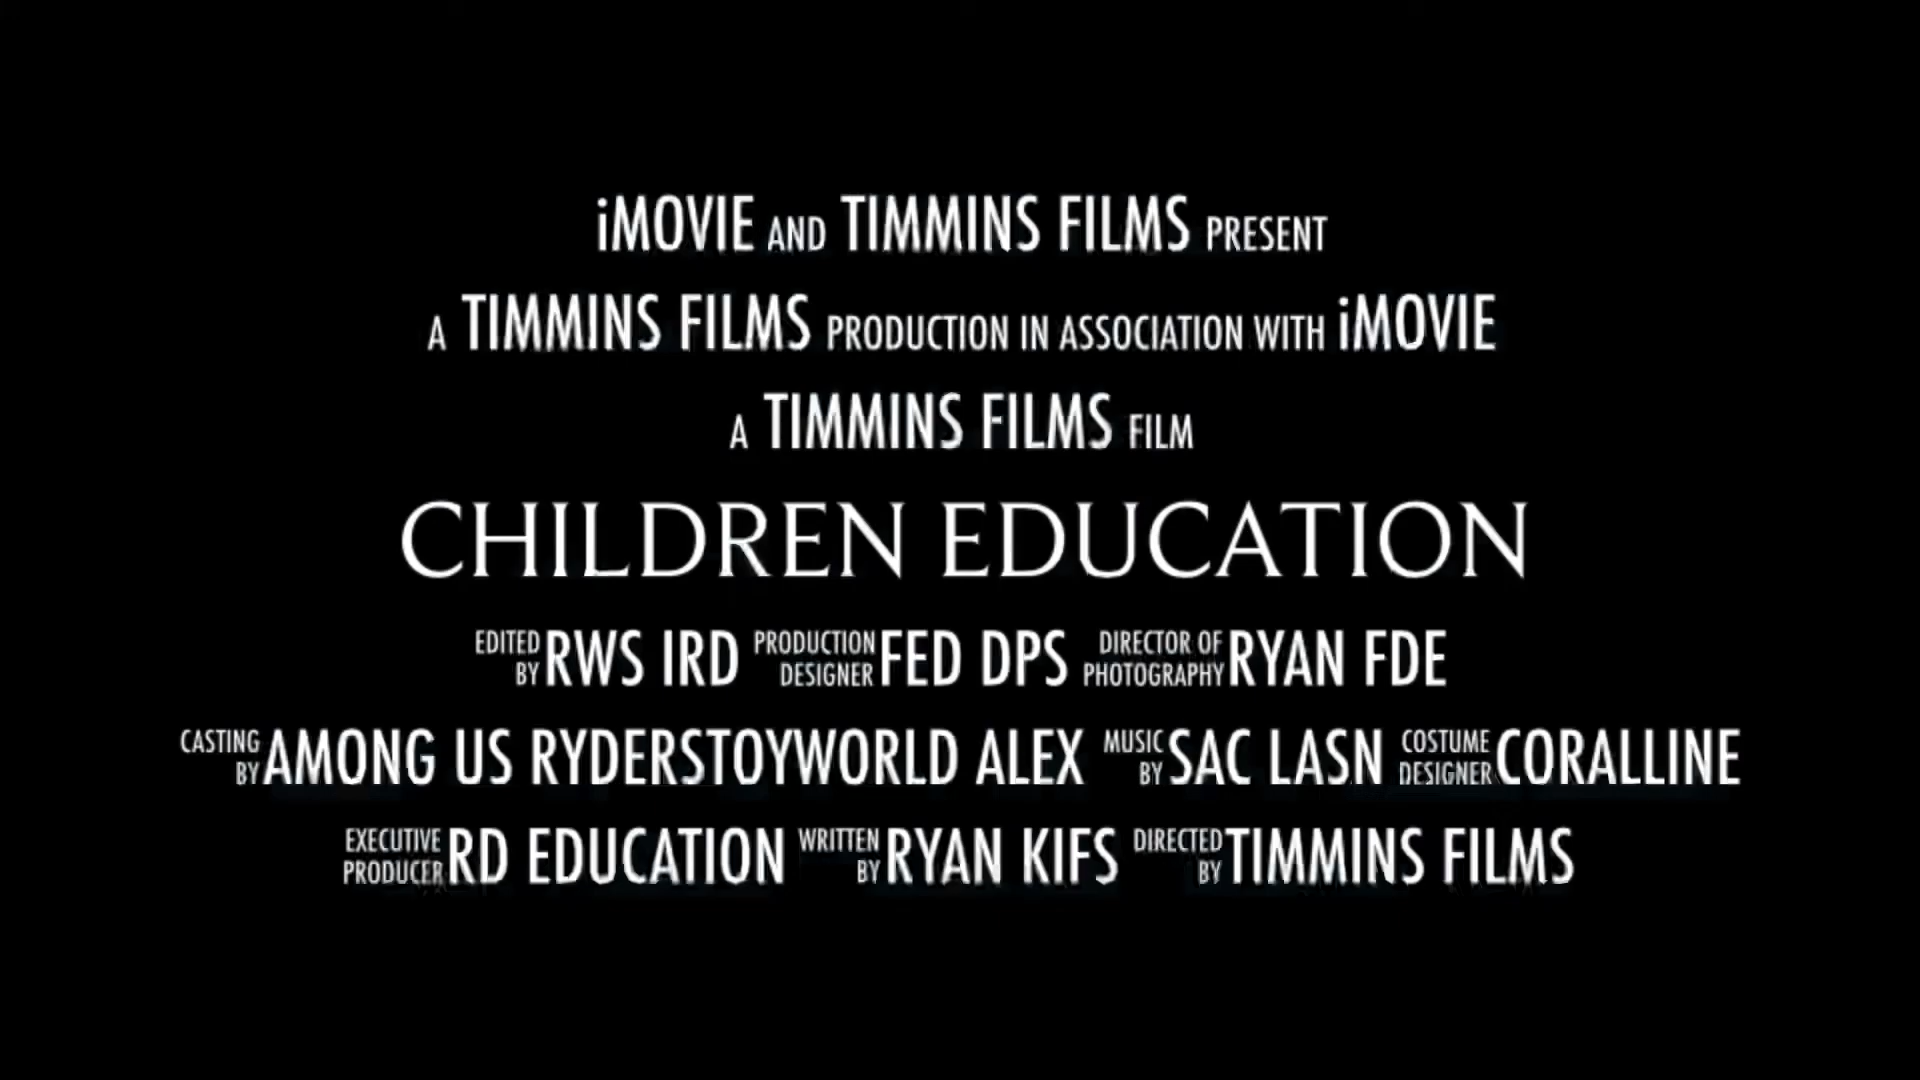 iMOVIE AND TIMMINS FILMS PRESENT
A TIMMINS FILMS PRODUCTION IN ASSOCIATION WITH iMOVIE
A TIMMINS FILMS FILM
CHILDREN EDUCATION
EDITED BY RWS IRD PRODUCTION DESIGNER FED DPS DIRECTOR OF PHOTOGRAPHY RYAN FDE
CASTING BY AMONG US RYDERSTOYWORLD ALEX MUSIC BY SAC LASN COSTUME DESIGNER CORALLINE
EXECUTIVE PRODUCER RD EDUCATION WRITTEN BY RYAN KIFS DIRECTED BY TIMMINS FILMS